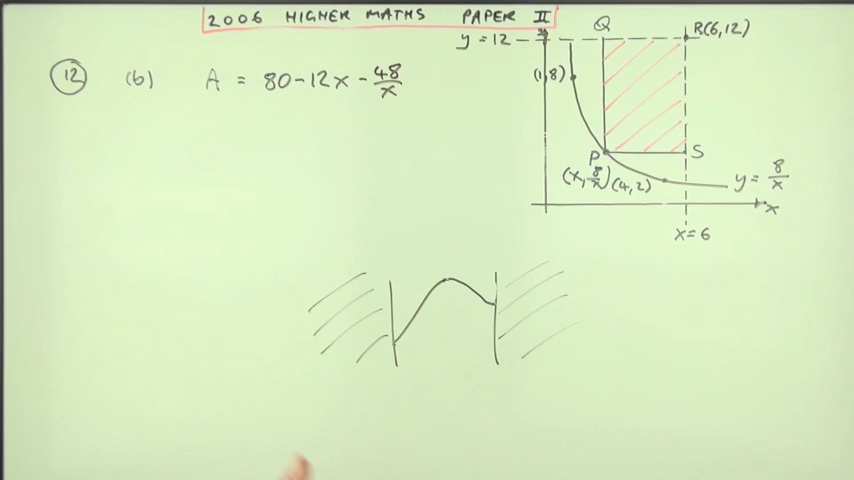 2006 HIGHER MATHS PAPER II
12 (b) A = 80-12x-48/x
y = 12
Q
R(6,12)
(1,8)
P
S
(x, 8/x) (4,2)
y = 8/x
x
x=6